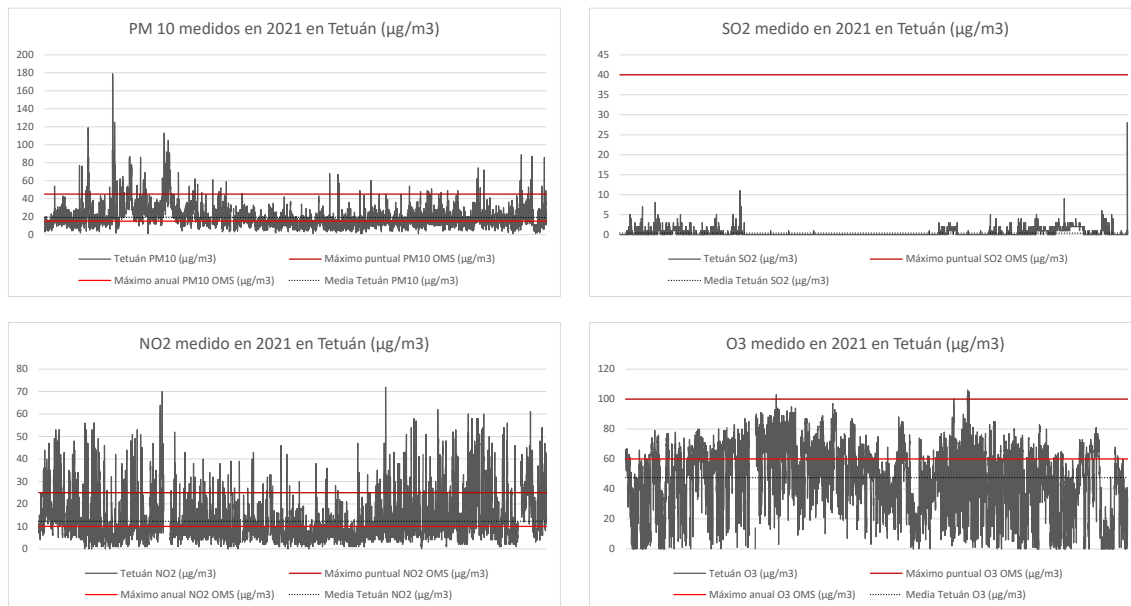 PM 10 medidos en 2021 en Tetuán (µg/m3)
200
180
160
140
120
100
80
60
40
20
0
Tetuán PM10 (µg/m3)
Máximo puntual PM10 OMS (µg/m3)
Máximo anual PM10 OMS (µg/m3)
Media Tetuán PM10 (µg/m3)
SO2 medido en 2021 en Tetuán (µg/m3)
45
40
35
30
25
20
15
10
5
0
Tetuán SO2 (µg/m3)
Máximo puntual SO2 OMS (µg/m3)
Media Tetuán SO2 (µg/m3)
NO2 medido en 2021 en Tetuán (µg/m3)
80
70
60
50
40
30
20
10
0
Tetuán NO2 (µg/m3)
Máximo puntual NO2 OMS (µg/m3)
Máximo anual NO2 OMS (µg/m3)
Media Tetuán NO2 (µg/m3)
O3 medido en 2021 en Tetuán (µg/m3)
120
100
80
60
40
20
0
Tetuán O3 (µg/m3)
Máximo puntual O3 OMS (µg/m3)
Máximo anual O3 OMS (µg/m3)
Media Tetuán O3 (µg/m3)